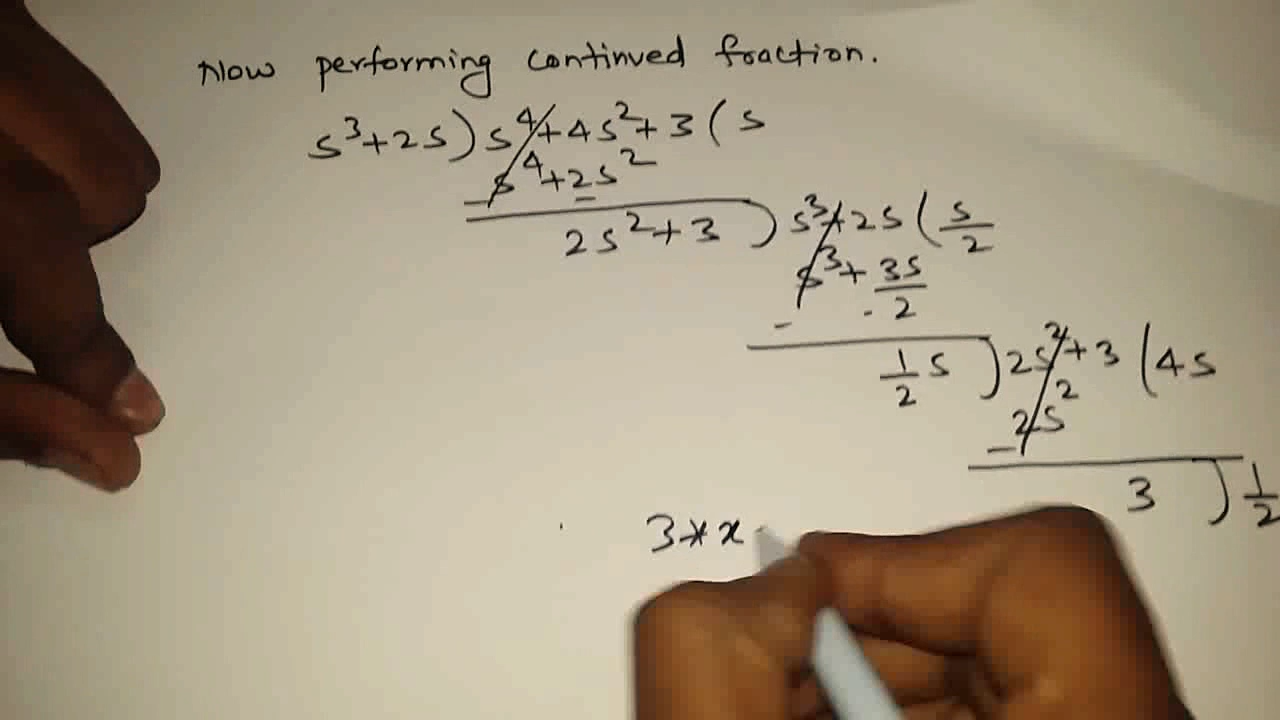 Now performing continued fraction.
s³+2s) s⁴+4s²+3 (s
s⁴+2s²
2s²+3 ) s³+2s (s/2
s³+3s/2
1/2 s ) 2s²+3 (4s
2s²
3 ) 1/2
3*x